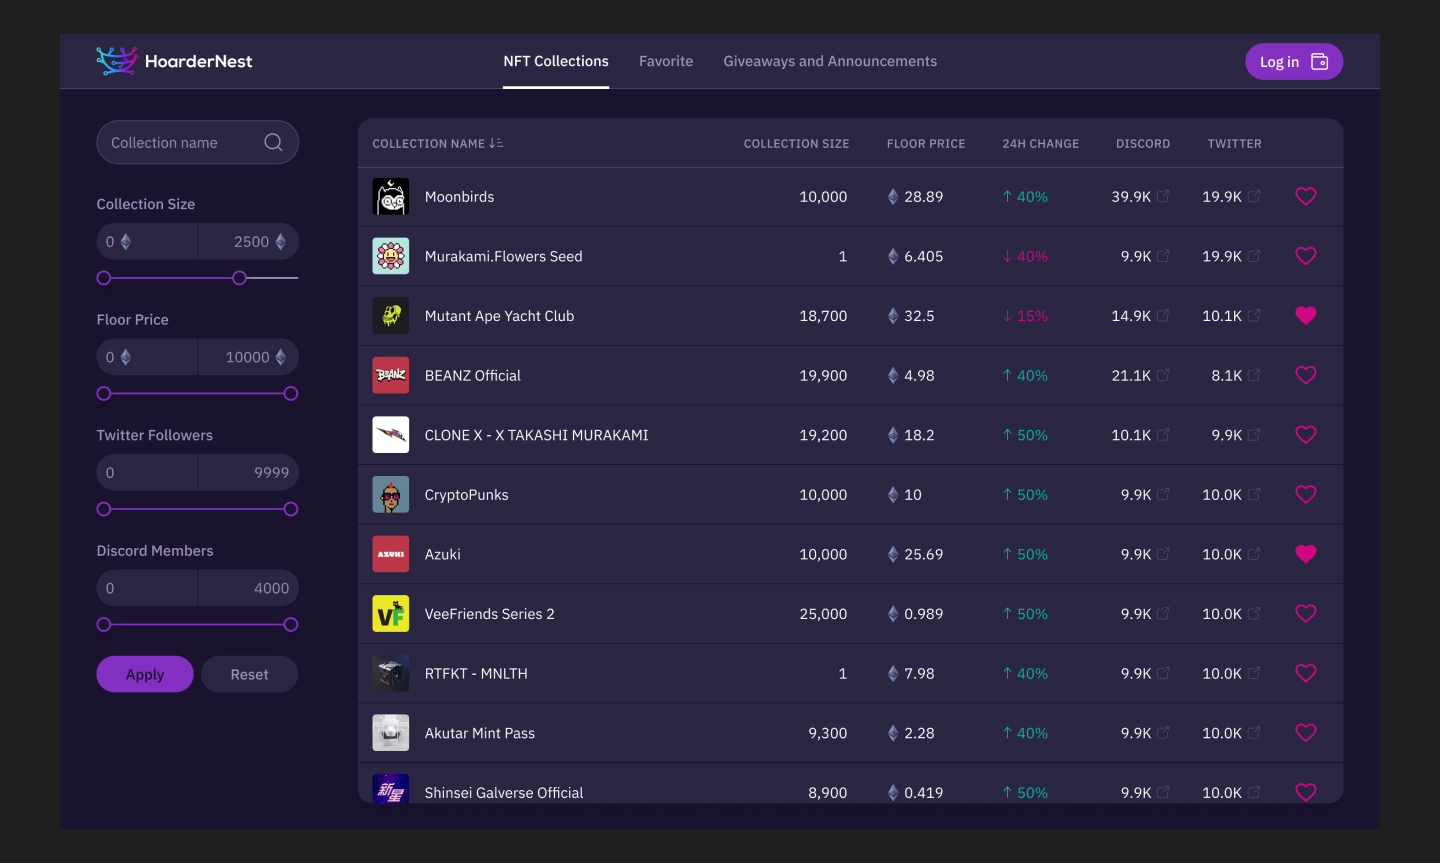 HoarderNest
NFT Collections Favorite Giveaways and Announcements
Log in
Collection name
Collection Size
0 2500
Floor Price
0 10000
Twitter Followers
0 9999
Discord Members
0 4000
Apply Reset
COLLECTION NAME COLLECTION SIZE FLOOR PRICE 24H CHANGE DISCORD TWITTER
Moonbirds 10,000 28.89 ↑ 40% 39.9K 19.9K
Murakami.Flowers Seed 1 6.405 ↓ 40% 9.9K 19.9K
Mutant Ape Yacht Club 18,700 32.5 ↓ 15% 14.9K 10.1K
BEANZ
BEANZ Official 19,900 4.98 ↑ 40% 21.1K 8.1K
CLONE X - X TAKASHI MURAKAMI 19,200 18.2 ↑ 50% 10.1K 9.9K
CryptoPunks 10,000 10 ↑ 50% 9.9K 10.0K
AZUKI
Azuki 10,000 25.69 ↑ 50% 9.9K 10.0K
VF
VeeFriends Series 2 25,000 0.989 ↑ 50% 9.9K 10.0K
RTFKT - MNLTH 1 7.98 ↑ 40% 9.9K 10.0K
Akutar Mint Pass 9,300 2.28 ↑ 40% 9.9K 10.0K
新星
Shinsei Galverse Official 8,900 0.419 ↑ 50% 9.9K 10.0K